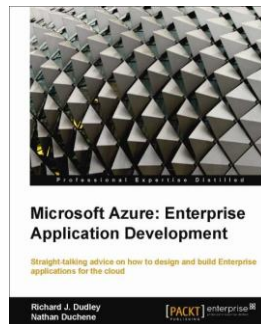 Professional Expertise Distilled
Microsoft Azure: Enterprise
Application Development
Straight-talking advice on how to design and build Enterprise
applications for the cloud
Richard J. Dudley
Nathan Duchene
[PACKT] enterprise
PUBLISHING